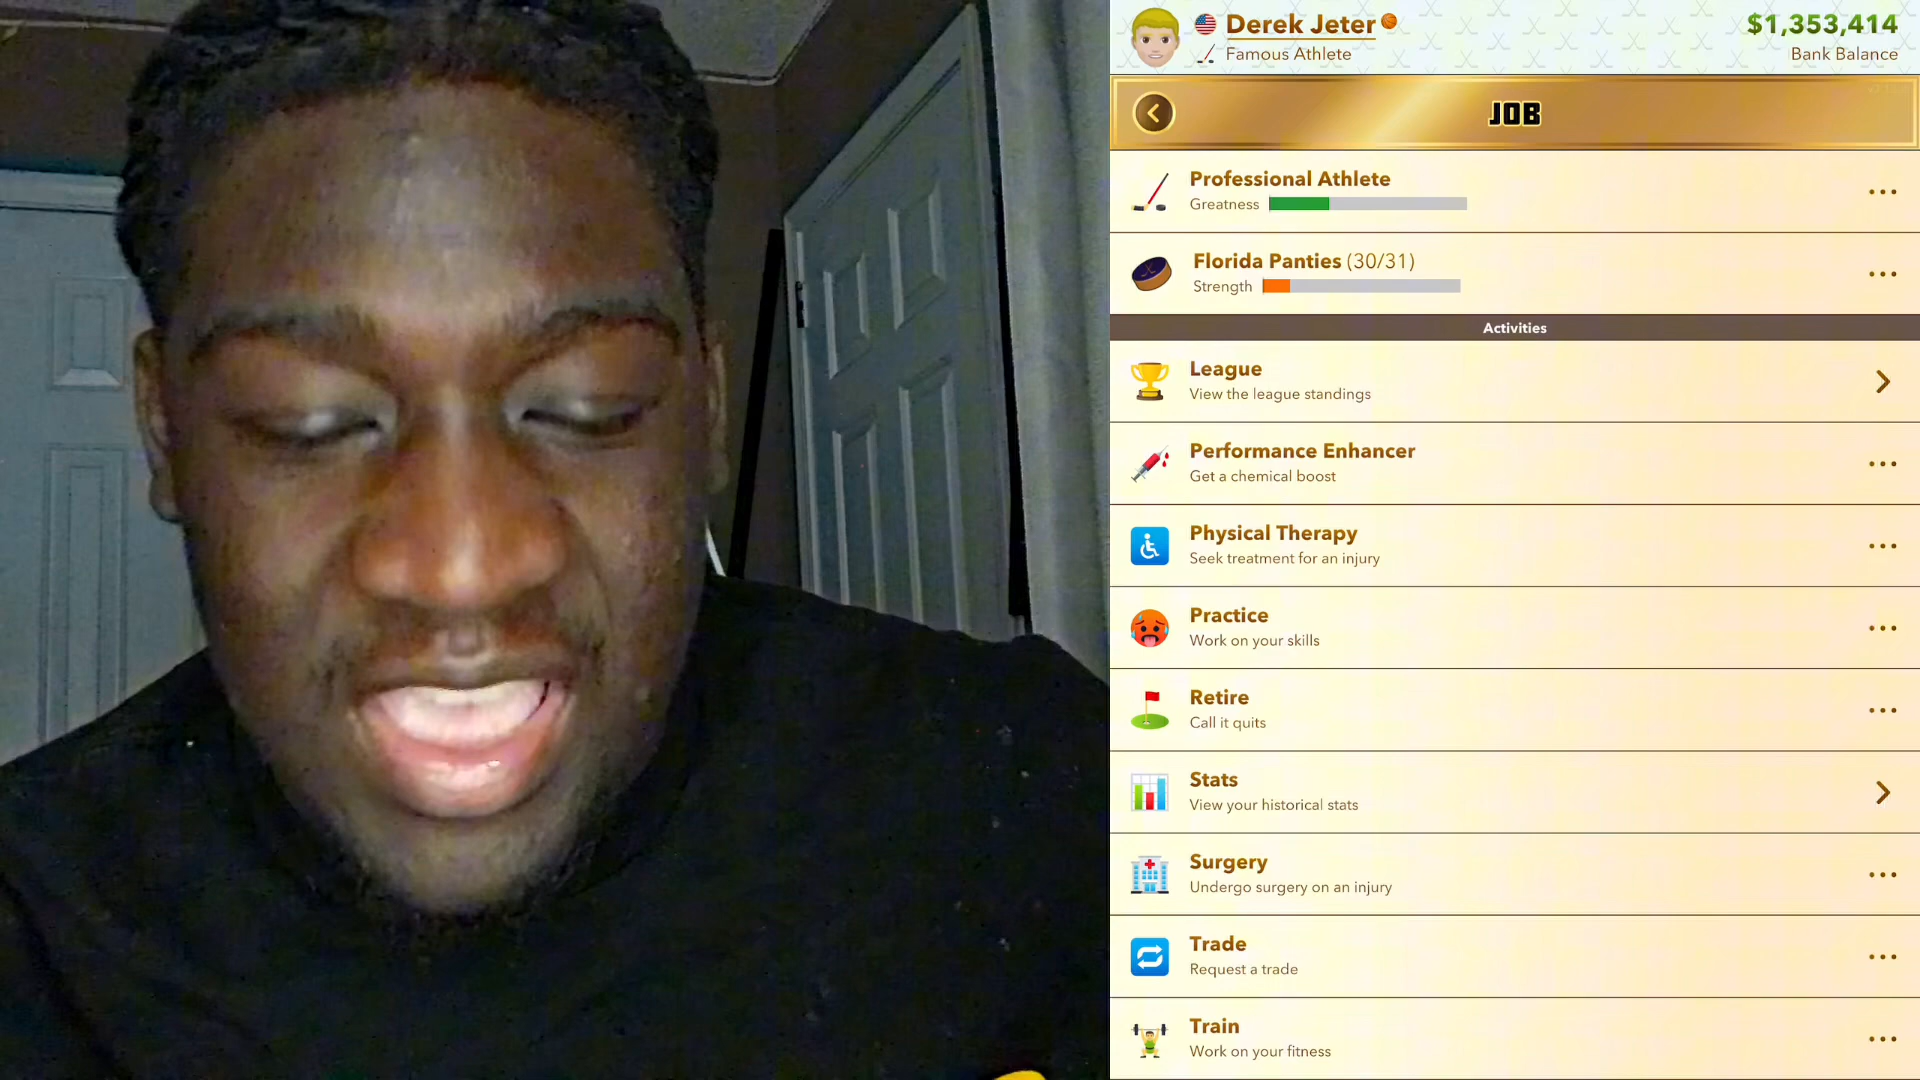 Derek Jeter
Famous Athlete
$1,353,414
Bank Balance
JOB
Professional Athlete
Greatness
Florida Panties (30/31)
Strength
Activities
League
View the league standings
Performance Enhancer
Get a chemical boost
Physical Therapy
Seek treatment for an injury
Practice
Work on your skills
Retire
Call it quits
Stats
View your historical stats
Surgery
Undergo surgery on an injury
Trade
Request a trade
Train
Work on your fitness